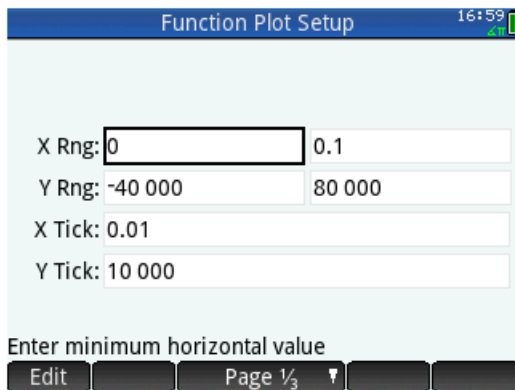 Function Plot Setup 16:59
∡π
X Rng: 0 0.1
Y Rng: -40 000 80 000
X Tick: 0.01
Y Tick: 10 000
Enter minimum horizontal value
Edit Page 1/3